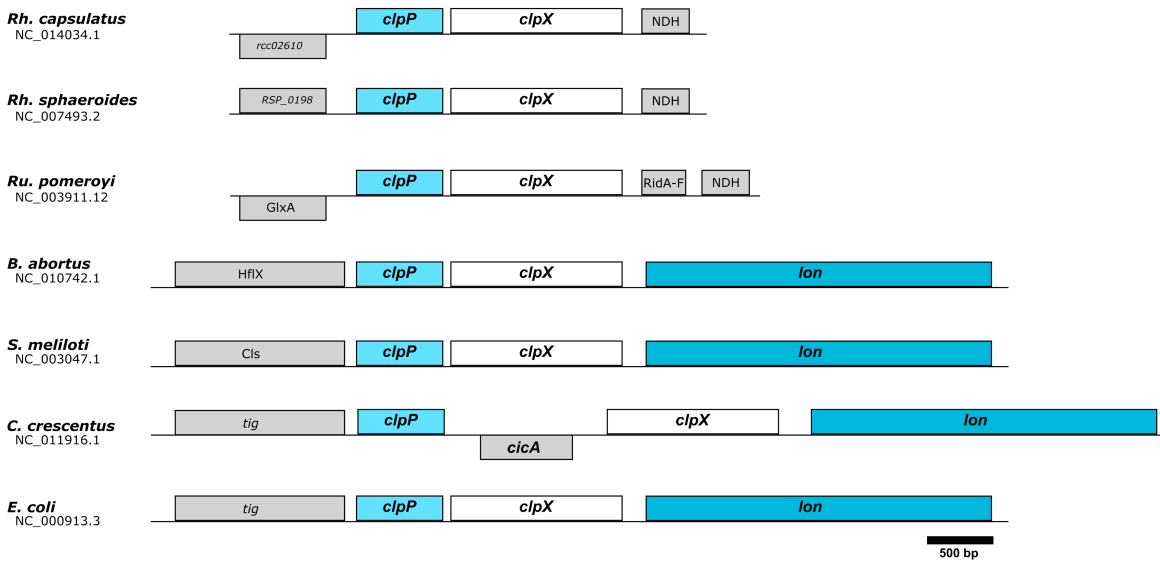 Rh. capsulatus
NC_014034.1
clpP
clpX
NDH
rcc02610
Rh. sphaeroides
NC_007493.2
RSP_0198
clpP
clpX
NDH
Ru. pomeroyi
NC_003911.12
clpP
clpX
RidA-F
NDH
GlxA
B. abortus
NC_010742.1
HflX
clpP
clpX
lon
S. meliloti
NC_003047.1
Cls
clpP
clpX
lon
C. crescentus
NC_011916.1
tig
clpP
clpX
lon
cicA
E. coli
NC_000913.3
tig
clpP
clpX
lon
500 bp